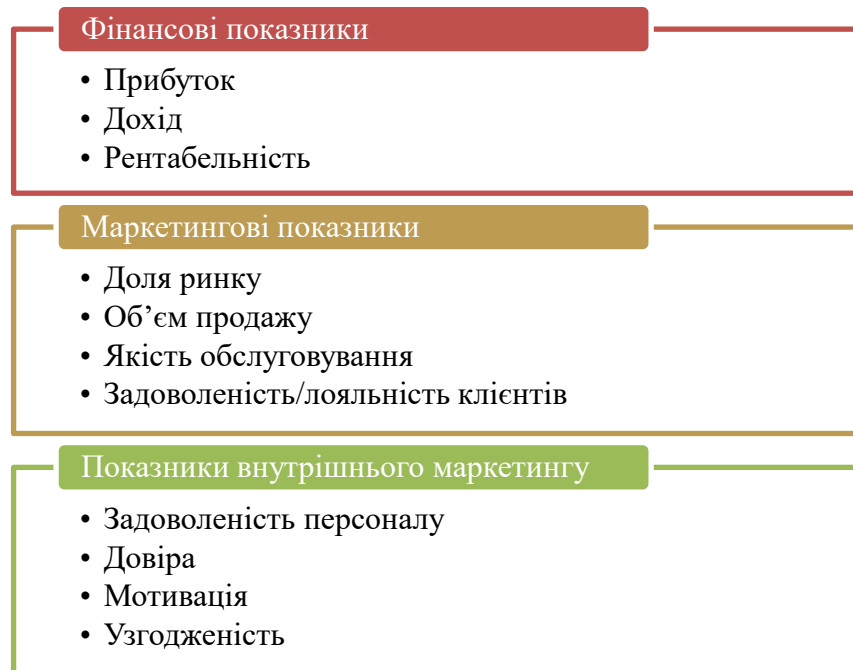 Фінансові показники
• Прибуток
• Дохід
• Рентабельність
Маркетингові показники
• Доля ринку
• Об’єм продажу
• Якість обслуговування
• Задоволеність/лояльність клієнтів
Показники внутрішнього маркетингу
• Задоволеність персоналу
• Довіра
• Мотивація
• Узгодженість